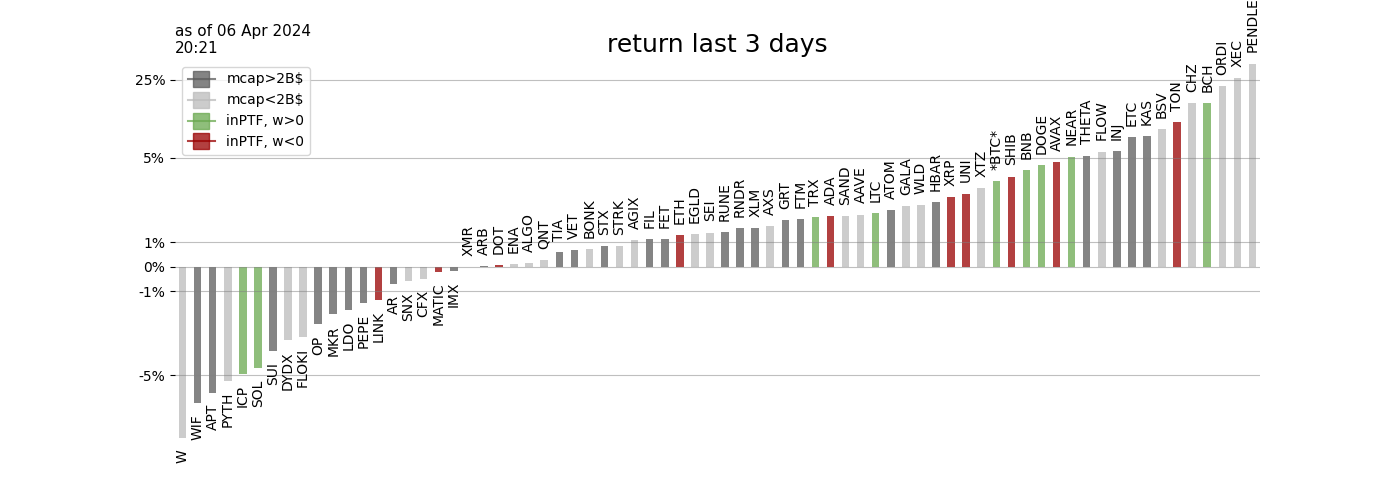 as of 06 Apr 2024
20:21
return last 3 days
mcap>2B$
mcap<2B$
inPTF, w>0
inPTF, w<0
25%
5%
1%
0%
-1%
-5%
W
WIF
APT
PYTH
ICP
SOL
SUI
DYDX
FLOKI
OP
MKR
LDO
PEPE
LINK
AR
SNX
CFX
MATIC
IMX
XMR
ARB
DOT
ENA
ALGO
QNT
TIA
VET
BONK
STX
STRK
AGIX
FIL
FET
ETH
EGLD
SEI
RUNE
RNDR
XLM
AXS
GRT
FTM
TRX
ADA
SAND
AAVE
LTC
ATOM
GALA
WLD
HBAR
XRP
UNI
XTZ
*BTC*
SHIB
BNB
DOGE
AVAX
NEAR
THETA
FLOW
INJ
ETC
KAS
BSV
TON
CHZ
BCH
ORDI
XEC
PENDLE